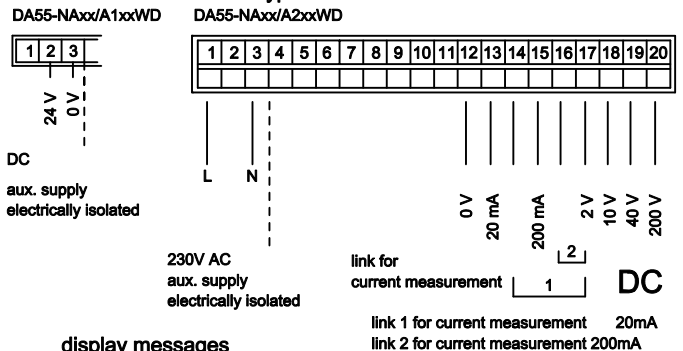 DA55-NAxx/A1xxWD DA55-NAxx/A2xxWD
1 2 3
1 2 3 4 5 6 7 8 9 10 11 12 13 14 15 16 17 18 19 20
24 V
0 V
DC
aux. supply
electrically isolated
L N
230V AC
aux. supply
electrically isolated
0 V
20 mA
200 mA
2 V
10 V
40 V
200 V
link for
current measurement
2
1
DC
link 1 for current measurement 20mA
link 2 for current measurement 200mA
display messages